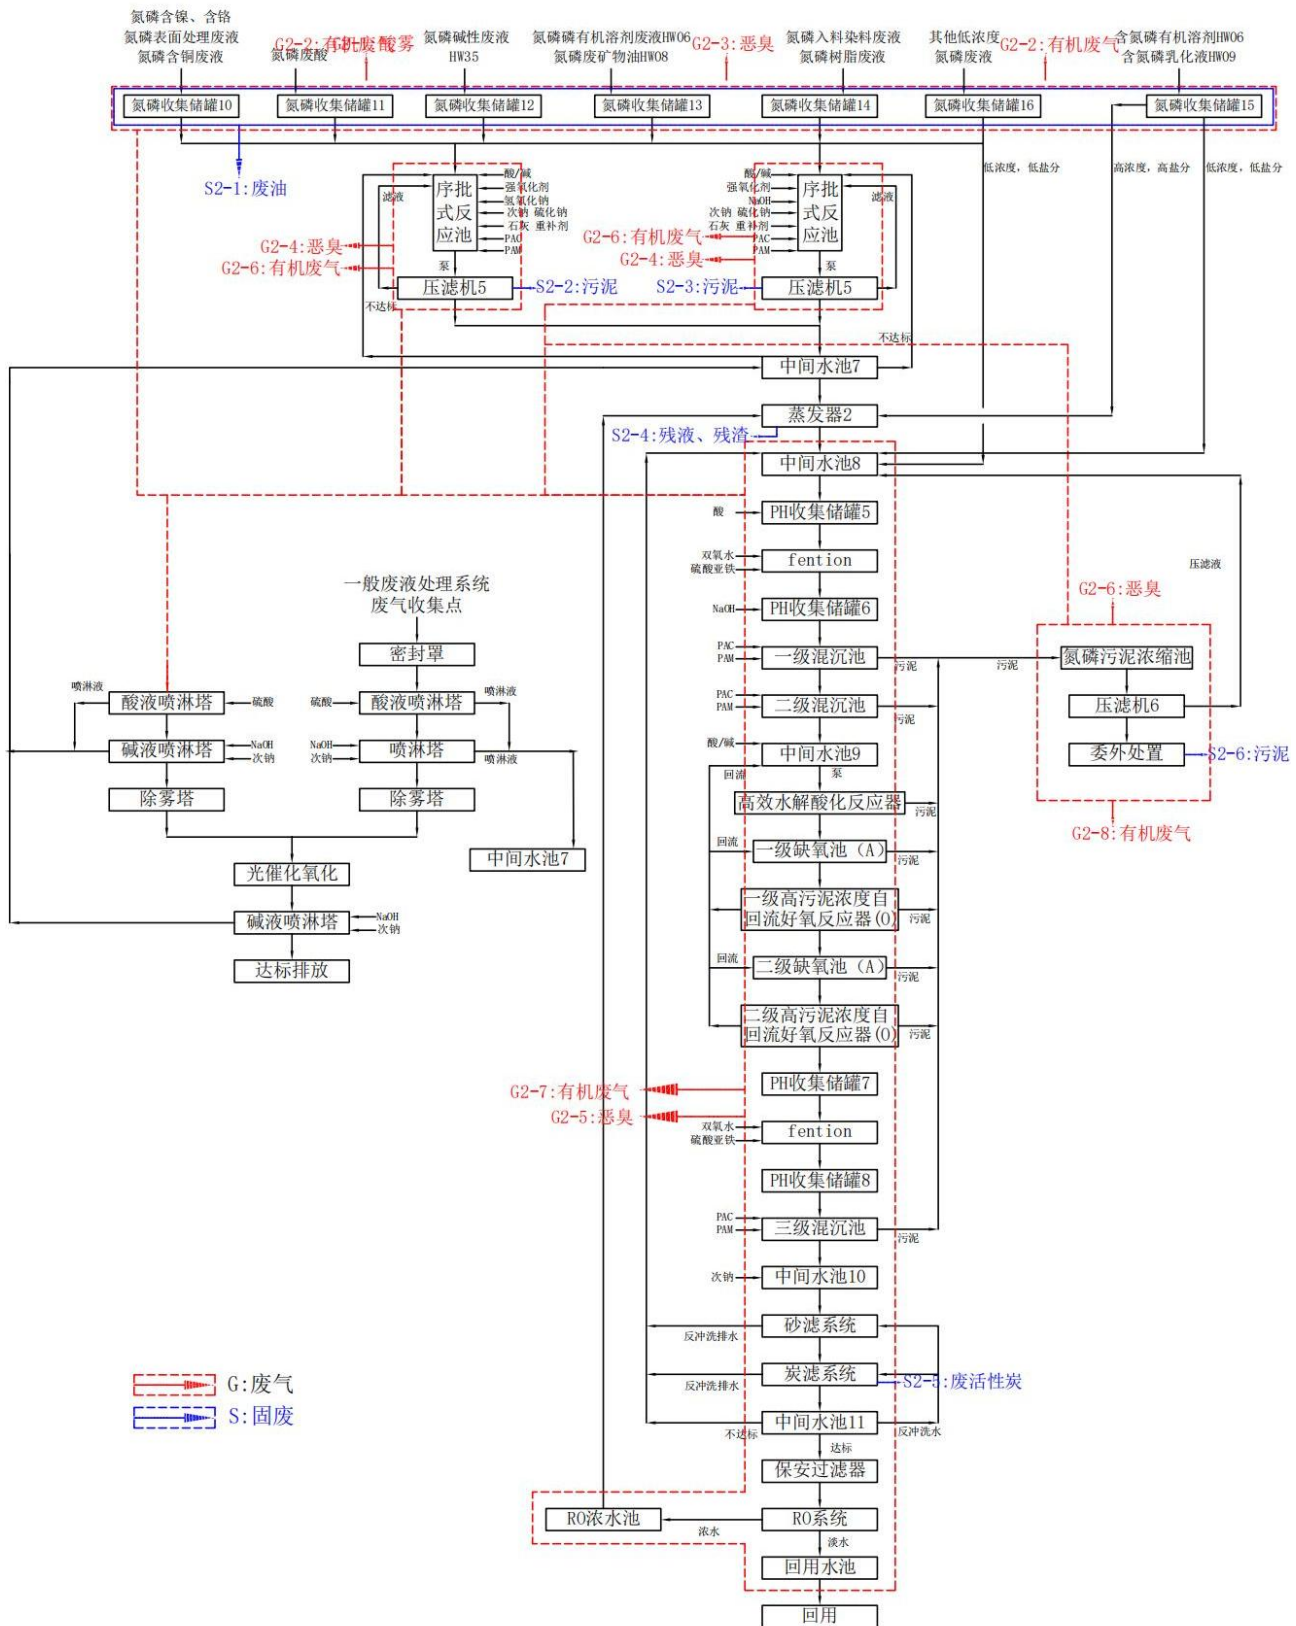 氮磷含镍、含铬
氮磷表面处理废液
氮磷含铜废液
氮磷废酸
G2-2:有机废气
酸雾
氮磷碱性废液
HW35
氮磷磷有机溶剂废液HW06
氮磷废矿物油HW08
G2-3:恶臭
氮磷入料染料废液
氮磷树脂废液
其他低浓度
氮磷废液
G2-2:有机废气
含氮磷有机溶剂HW06
含氮磷乳化液HW09
氮磷收集储罐10
氮磷收集储罐11
氮磷收集储罐12
氮磷收集储罐13
氮磷收集储罐14
氮磷收集储罐16
氮磷收集储罐15
S2-1:废油
低浓度,低盐分
高浓度,高盐分
低浓度,低盐分
滤液
序批
式反
应池
酸/碱
强氧化剂
氢氧化钠
次钠 硫化钠
石灰 重补剂
PAC
PAM
酸/碱
强氧化剂
NaOH
次钠 硫化钠
石灰 重补剂
PAC
PAM
序批
式反
应池
滤液
G2-4:恶臭
G2-6:有机废气
G2-6:有机废气
G2-4:恶臭
泵
泵
压滤机5
S2-2:污泥
S2-3:污泥
压滤机5
不达标
不达标
中间水池7
蒸发器2
S2-4:残液、残渣
中间水池8
酸
PH收集储罐5
双氧水
硫酸亚铁
fention
压滤液
NaOH
PH收集储罐6
G2-6:恶臭
一般废液处理系统
废气收集点
密封罩
PAC
PAM
一级混沉池
污泥
污泥
氮磷污泥浓缩池
喷淋液
酸液喷淋塔
硫酸
硫酸
酸液喷淋塔
喷淋液
PAC
PAM
二级混沉池
污泥
压滤机6
碱液喷淋塔
NaOH
次钠
NaOH
次钠
喷淋塔
喷淋液
酸/碱
中间水池9
回流
泵
委外处置
S2-6:污泥
除雾塔
除雾塔
高效水解酸化反应器
污泥
G2-8:有机废气
中间水池7
回流
一级缺氧池(A)
污泥
光催化氧化
一级高污泥浓度自
回流好氧反应器(O)
污泥
碱液喷淋塔
NaOH
次钠
达标排放
回流
二级缺氧池(A)
污泥
二级高污泥浓度自
回流好氧反应器(O)
污泥
G2-7:有机废气
PH收集储罐7
G2-5:恶臭
双氧水
硫酸亚铁
fention
PH收集储罐8
PAC
PAM
三级混沉池
污泥
次钠
中间水池10
砂滤系统
反冲洗排水
炭滤系统
反冲洗排水
S2-5:废活性炭
G:废气
S:固废
中间水池11
不达标
反冲洗水
达标
保安过滤器
RO浓水池
浓水
RO系统
淡水
回用水池
回用